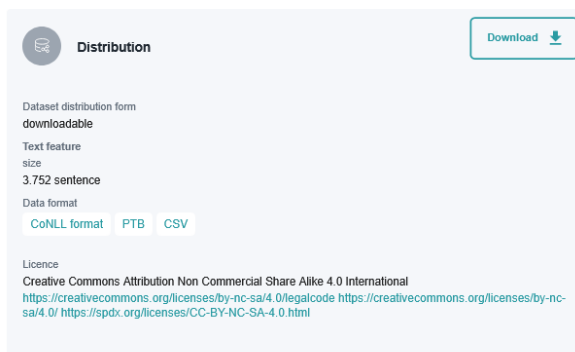 Distribution
Download
Dataset distribution form
downloadable
Text feature
size
3.752 sentence
Data format
CoNLL format PTB CSV
Licence
Creative Commons Attribution Non Commercial Share Alike 4.0 International
https://creativecommons.org/licenses/by-nc-sa/4.0/legalcode https://creativecommons.org/licenses/by-nc-
sa/4.0/ https://spdx.org/licenses/CC-BY-NC-SA-4.0.html